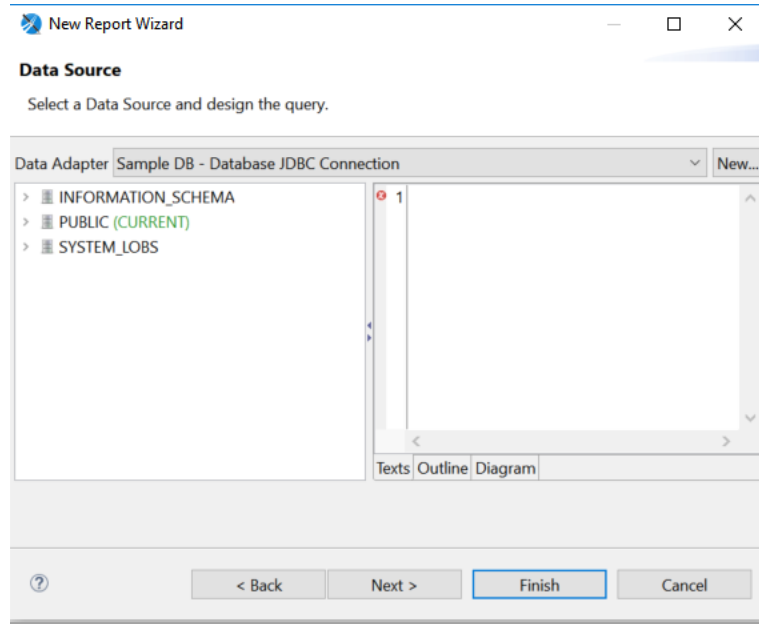 New Report Wizard
Data Source
Select a Data Source and design the query.
Data Adapter Sample DB - Database JDBC Connection New...
INFORMATION_SCHEMA
PUBLIC (CURRENT)
SYSTEM_LOBS
1
Texts Outline Diagram
? < Back Next > Finish Cancel